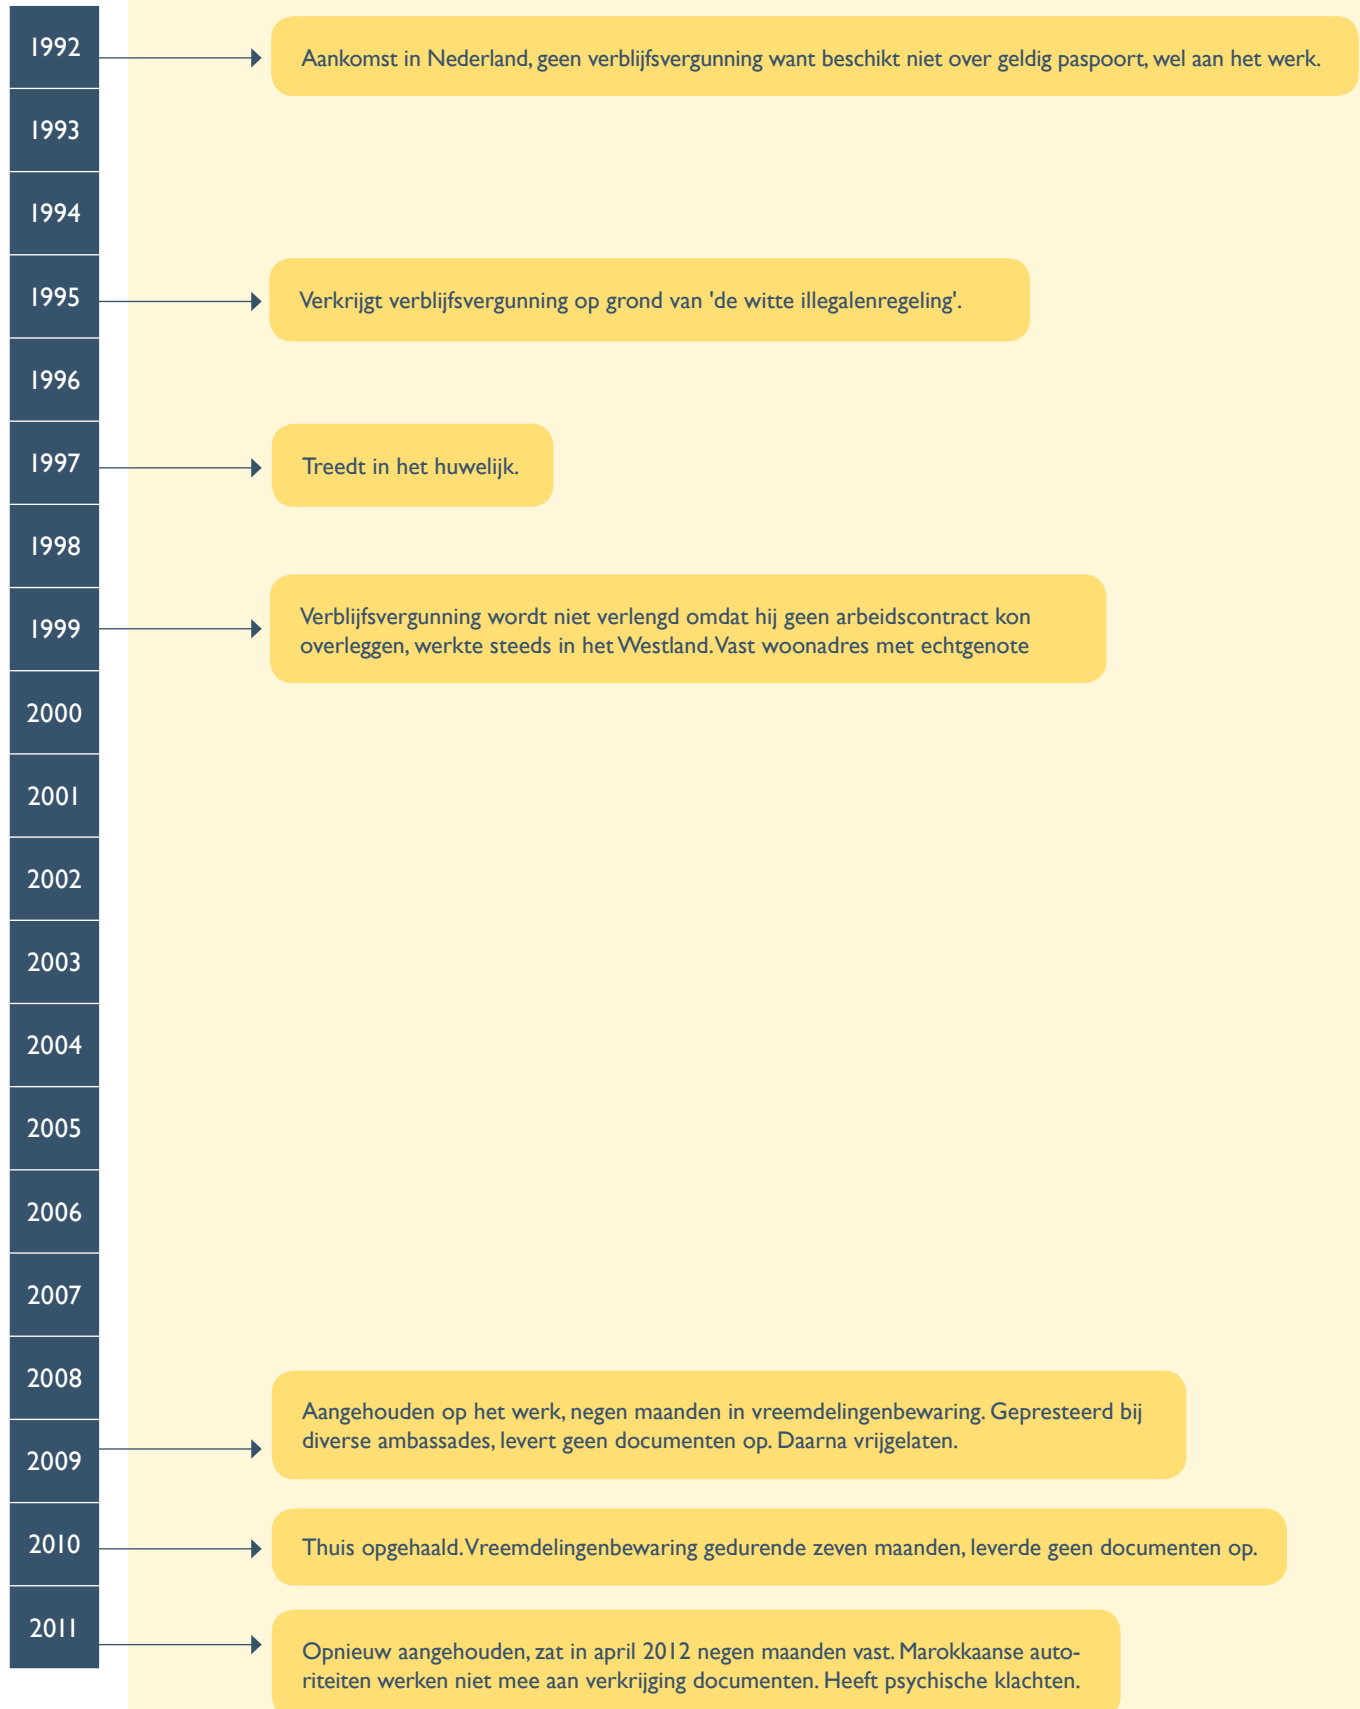 1992
Aankomst in Nederland, geen verblijfsvergunning want beschikt niet over geldig paspoort, wel aan het werk.
1993
1994
1995
Verkrijgt verblijfsvergunning op grond van 'de witte illegalenregeling'.
1996
1997
Treedt in het huwelijk.
1998
1999
Verblijfsvergunning wordt niet verlengd omdat hij geen arbeidscontract kon
overleggen, werkte steeds in het Westland. Vast woonadres met echtgenote
2000
2001
2002
2003
2004
2005
2006
2007
2008
2009
Aangehouden op het werk, negen maanden in vreemdelingenbewaring. Gepresteerd bij
diverse ambassades, levert geen documenten op. Daarna vrijgelaten.
2010
Thuis opgehaald. Vreemdelingenbewaring gedurende zeven maanden, leverde geen documenten op.
2011
Opnieuw aangehouden, zat in april 2012 negen maanden vast. Marokkaanse auto-
riteiten werken niet mee aan verkrijging documenten. Heeft psychische klachten.